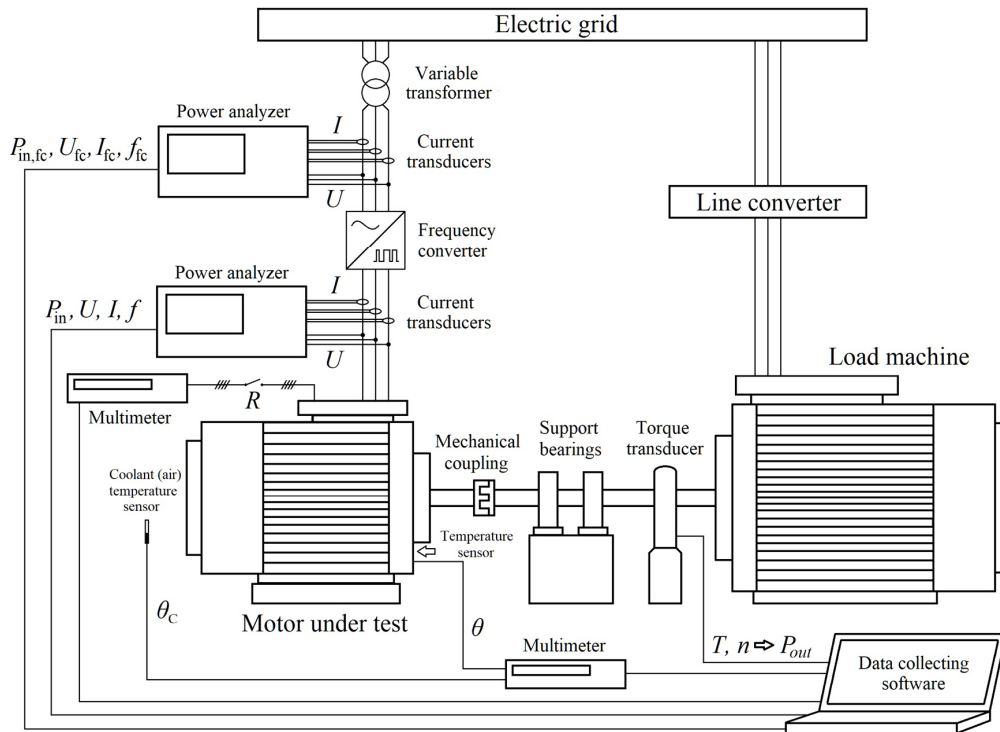 Electric grid
Variable
transformer
Power analyzer
I
P_in,fc, U_fc, I_fc, f_fc
Current
transducers
U
Line converter
Frequency
converter
Power analyzer
I
P_in, U, I, f
Current
transducers
U
Load machine
Multimeter
R
Mechanical
coupling
Support
bearings
Torque
transducer
Coolant (air)
temperature
sensor
Temperature
sensor
θ_C
Motor under test
θ
Multimeter
T, n ⇨ P_out
Data collecting
software